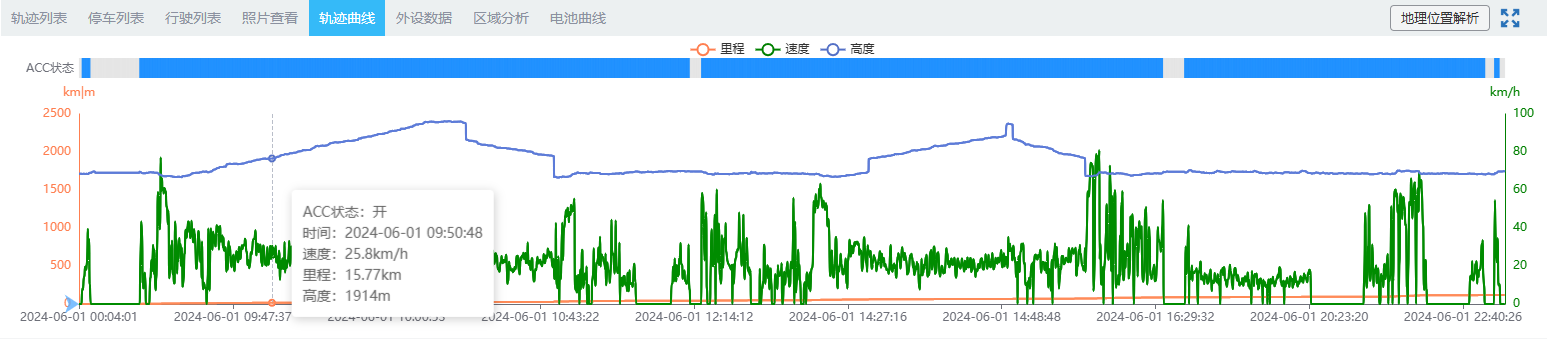 轨迹列表 停车列表 行驶列表 照片查看 轨迹曲线 外设数据 区域分析 电池曲线 地理位置解析
里程 速度 高度
ACC状态
km|m km/h
2500 100
2000 80
1500 60
ACC状态：开
时间：2024-06-01 09:50:48
1000 40
速度：25.8km/h
500 20
里程：15.77km
高度：1914m
0 0
2024-06-01 00:04:01 2024-06-01 09:47:37 2024-06-01 10:43:22 2024-06-01 12:14:12 2024-06-01 14:27:16 2024-06-01 14:48:48 2024-06-01 16:29:32 2024-06-01 20:23:20 2024-06-01 22:40:26